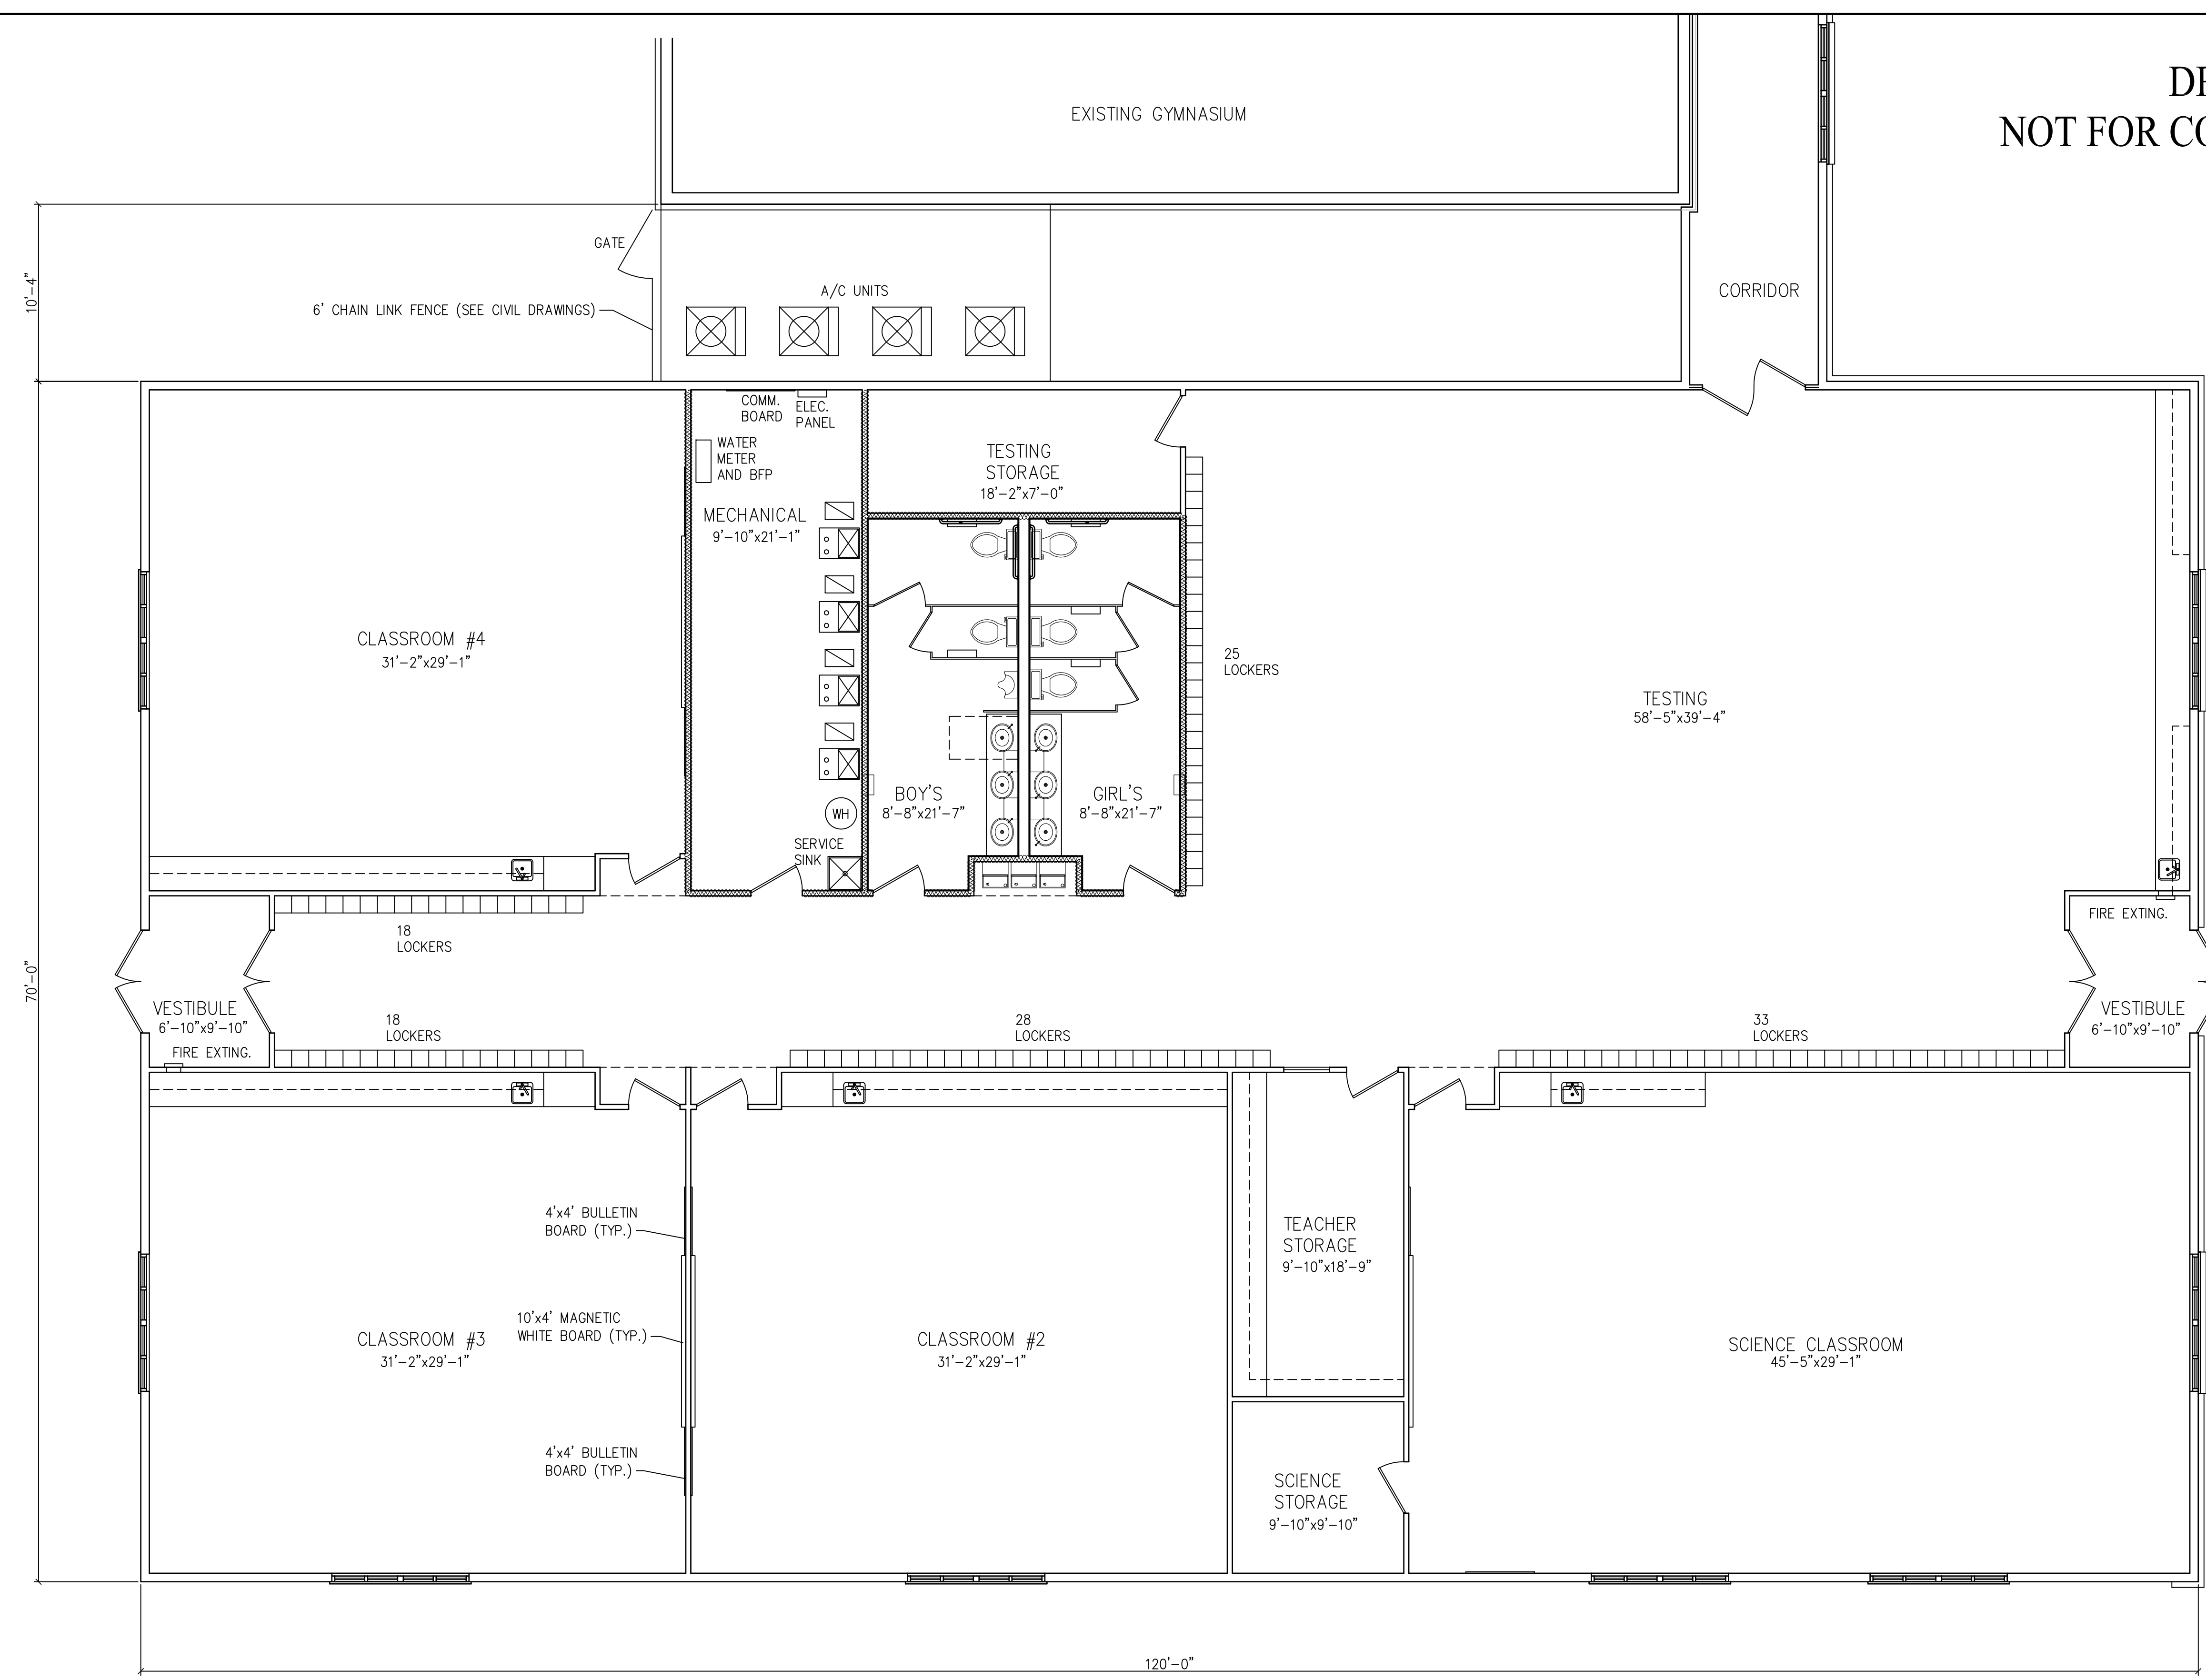 DR
NOT FOR CO
EXISTING GYMNASIUM
GATE
10'-4"
6' CHAIN LINK FENCE (SEE CIVIL DRAWINGS)
A/C UNITS
CORRIDOR
COMM.
BOARD
ELEC.
PANEL
WATER
METER
AND BFP
TESTING
STORAGE
18'-2"x7'-0"
MECHANICAL
9'-10"x21'-1"
CLASSROOM #4
31'-2"x29'-1"
25
LOCKERS
TESTING
58'-5"x39'-4"
BOY'S
8'-8"x21'-7"
GIRL'S
8'-8"x21'-7"
WH
SERVICE
SINK
FIRE EXTING.
18
LOCKERS
70'-0"
VESTIBULE
6'-10"x9'-10"
FIRE EXTING.
18
LOCKERS
28
LOCKERS
33
LOCKERS
VESTIBULE
6'-10"x9'-10"
4'x4' BULLETIN
BOARD (TYP.)
TEACHER
STORAGE
9'-10"x18'-9"
10'x4' MAGNETIC
WHITE BOARD (TYP.)
CLASSROOM #3
31'-2"x29'-1"
CLASSROOM #2
31'-2"x29'-1"
SCIENCE CLASSROOM
45'-5"x29'-1"
4'x4' BULLETIN
BOARD (TYP.)
SCIENCE
STORAGE
9'-10"x9'-10"
120'-0"